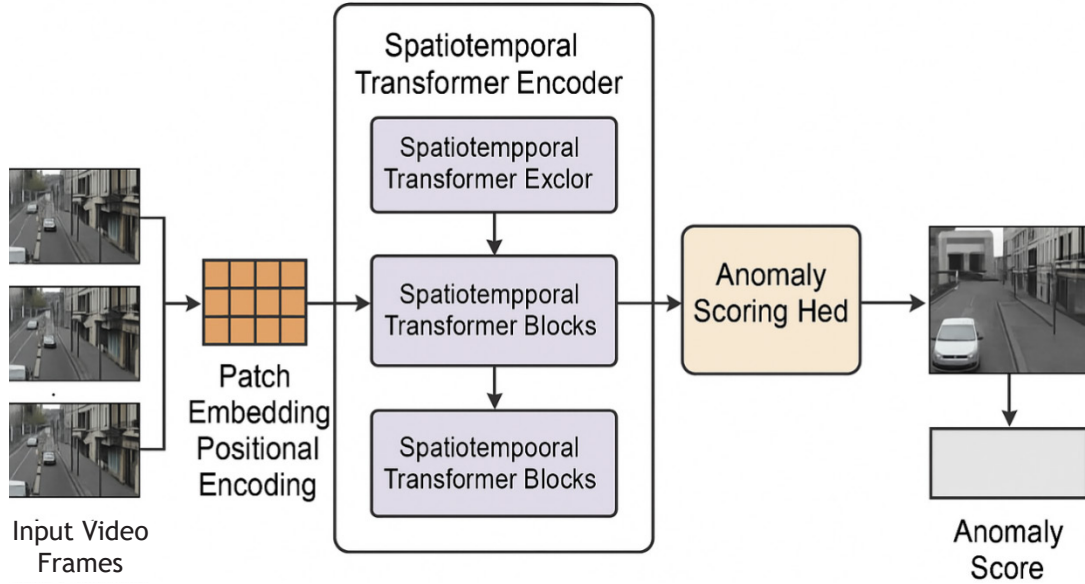 Spatiotemporal
Transformer Encoder
Spatiotempporal
Transformer Exclor
Spatiotempporal
Transformer Blocks
Spatiotempooral
Transformer Blocks
Input Video
Frames
Patch
Embedding
Positional
Encoding
Anomaly
Scoring Hed
Anomaly
Score